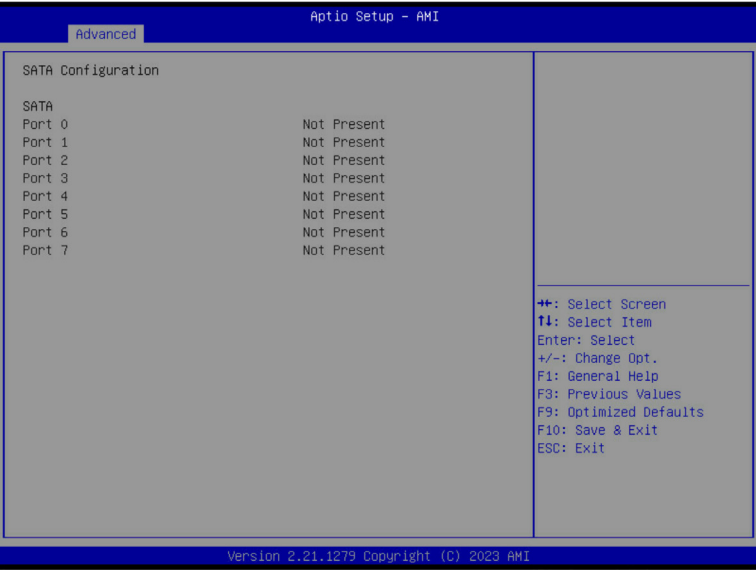 Aptio Setup – AMI
Advanced
SATA Configuration
SATA
Port 0 Not Present
Port 1 Not Present
Port 2 Not Present
Port 3 Not Present
Port 4 Not Present
Port 5 Not Present
Port 6 Not Present
Port 7 Not Present
→←: Select Screen
↑↓: Select Item
Enter: Select
+/-: Change Opt.
F1: General Help
F3: Previous Values
F9: Optimized Defaults
F10: Save & Exit
ESC: Exit
Version 2.21.1279 Copyright (C) 2023 AMI